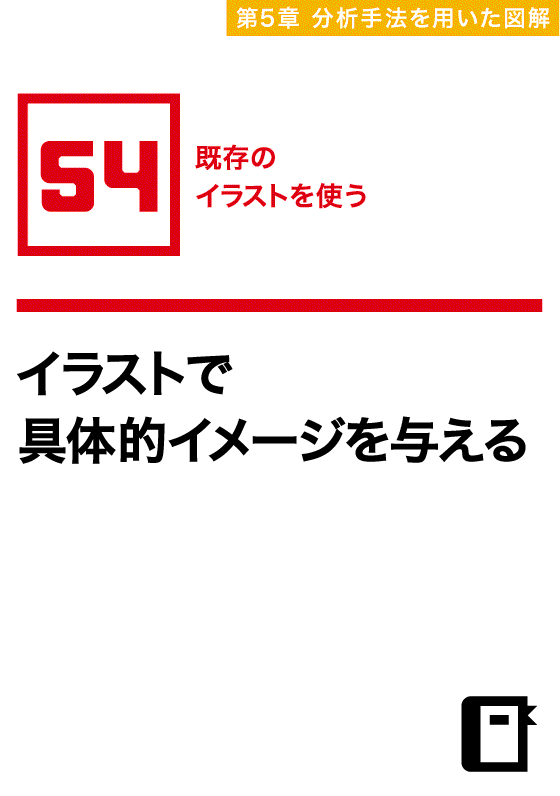 第5章 分析手法を用いた図解
54
既存の
イラストを使う
イラストで
具体的イメージを与える